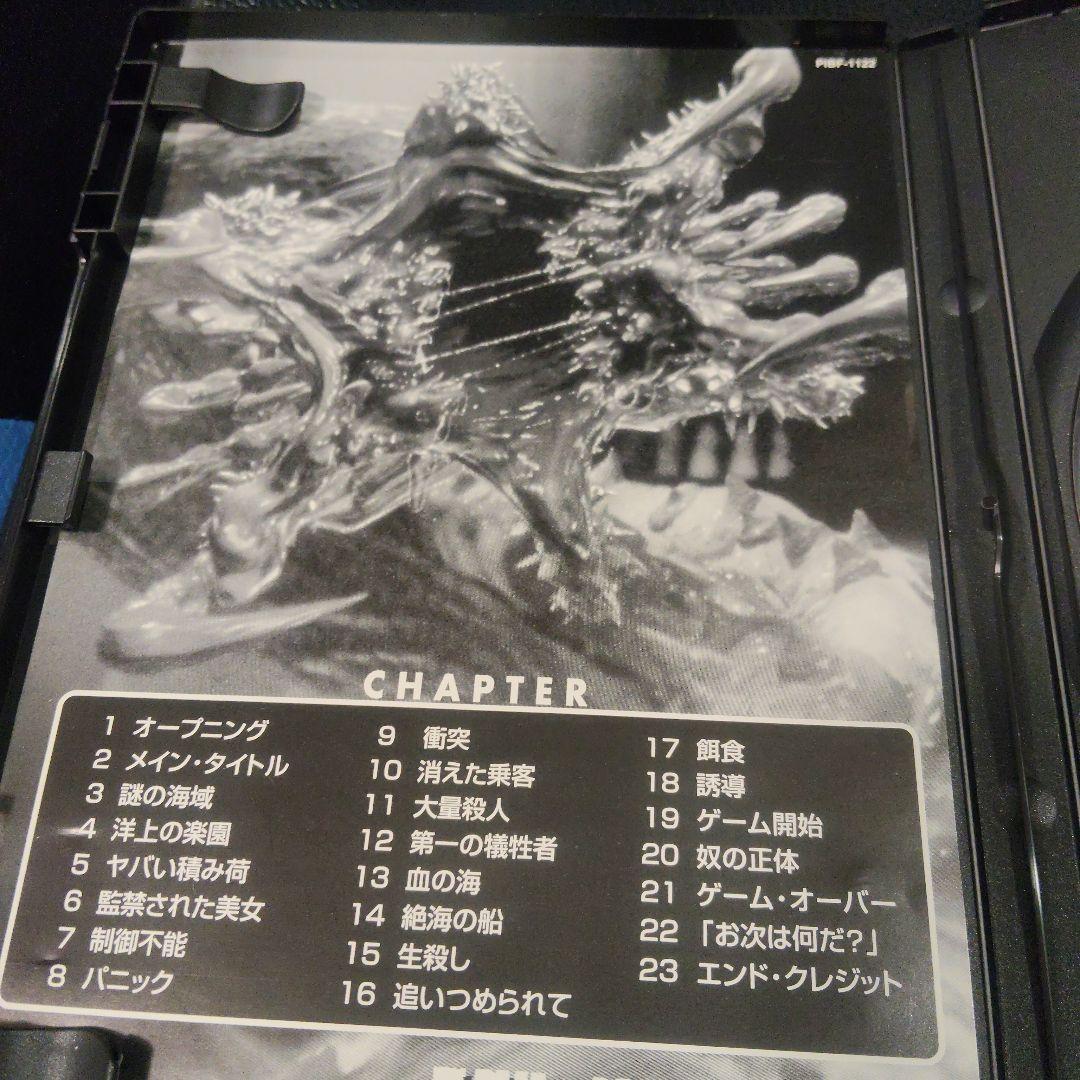 PIBF-1122
CHAPTER
1 オープニング
2 メイン・タイトル
3 謎の海域
4 洋上の楽園
5 ヤバい積み荷
6 監禁された美女
7 制御不能
8 パニック
9 衝突
10 消えた乗客
11 大量殺人
12 第一の犠牲者
13 血の海
14 絶海の船
15 生殺し
16 追いつめられて
17 餌食
18 誘導
19 ゲーム開始
20 奴の正体
21 ゲーム・オーバー
22 「お次は何だ?」
23 エンド・クレジット